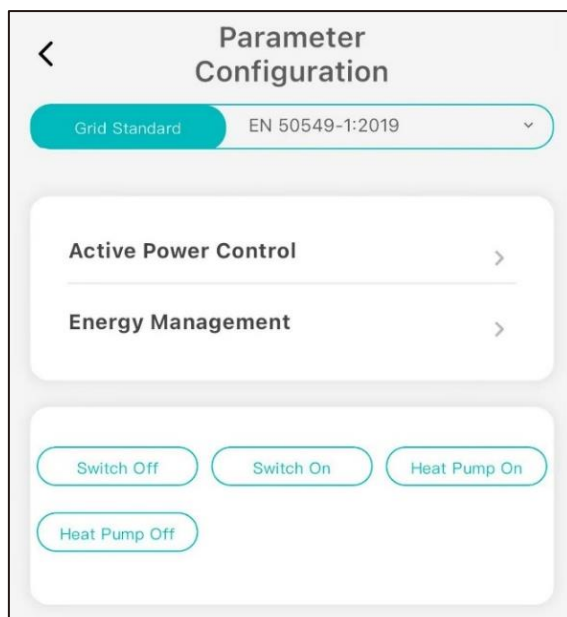 Parameter
Configuration
Grid Standard EN 50549-1:2019
Active Power Control
Energy Management
Switch Off Switch On Heat Pump On
Heat Pump Off